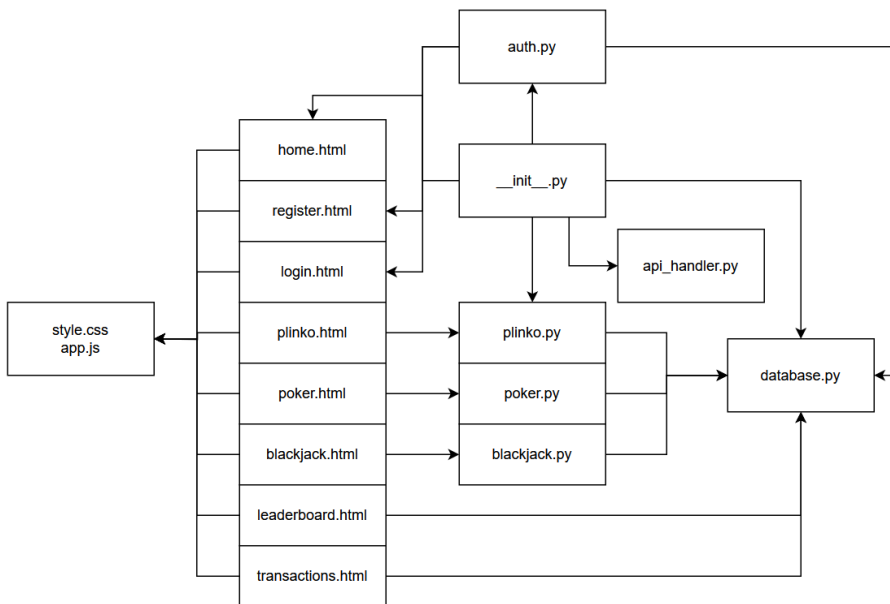 auth.py
home.html
__init__.py
register.html
api_handler.py
login.html
style.css
app.js
plinko.html
plinko.py
poker.html
poker.py
database.py
blackjack.html
blackjack.py
leaderboard.html
transactions.html